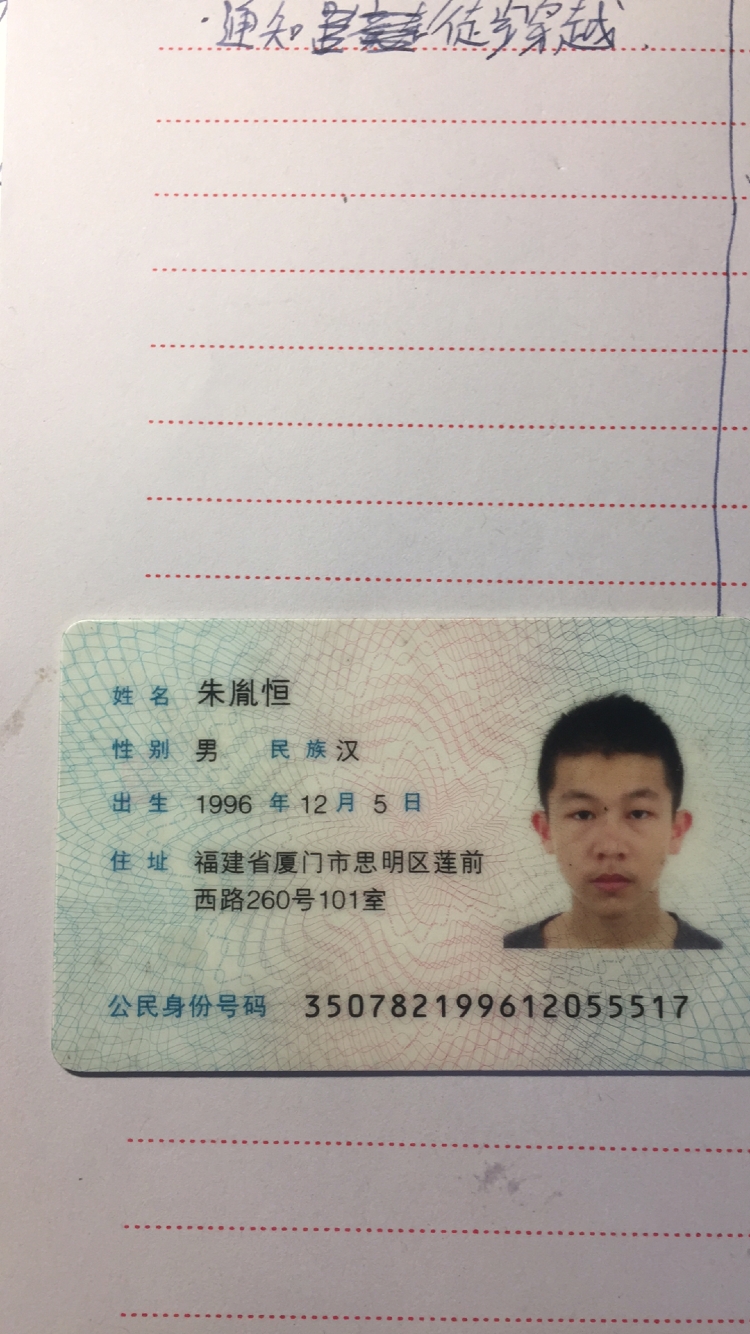 ·通知 徒步穿越.
姓名 朱胤恒
性别 男 民族 汉
出生 1996 年 12 月 5 日
住址 福建省厦门市思明区莲前
西路260号101室
公民身份号码 350782199612055517